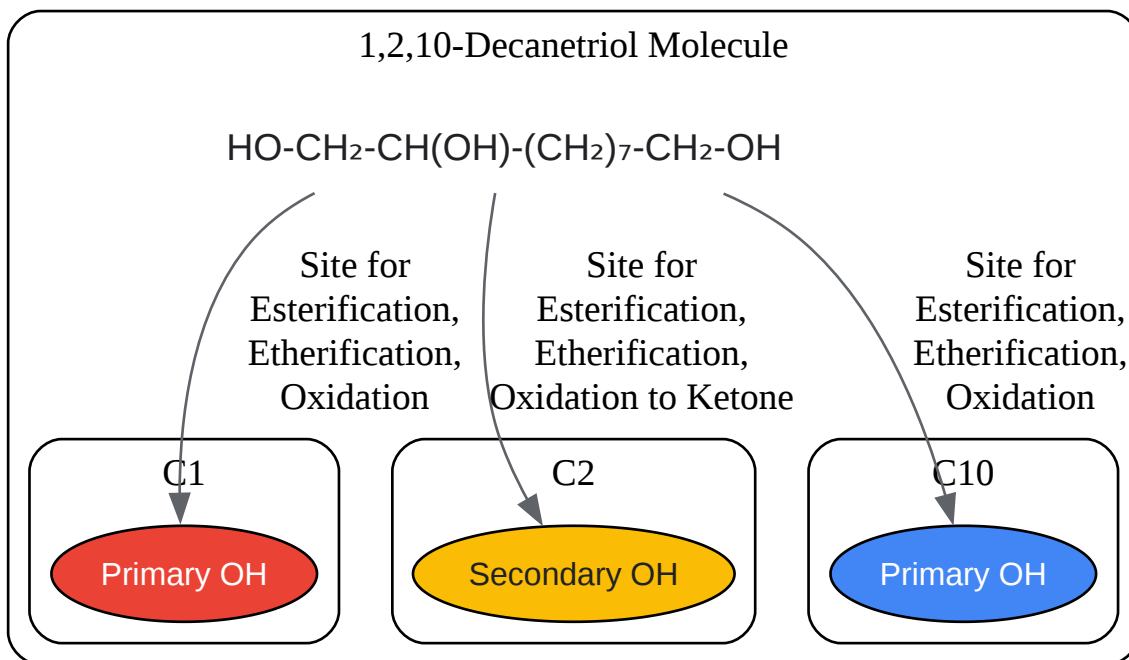 1,2,10-Decanetriol Molecule
HO-CH₂-CH(OH)-(CH₂)₇-CH₂-OH
Site for
Esterification,
Etherification,
Oxidation
Site for
Esterification,
Etherification,
Oxidation to Ketone
Site for
Esterification,
Etherification,
Oxidation
C1
Primary OH
C2
Secondary OH
C10
Primary OH